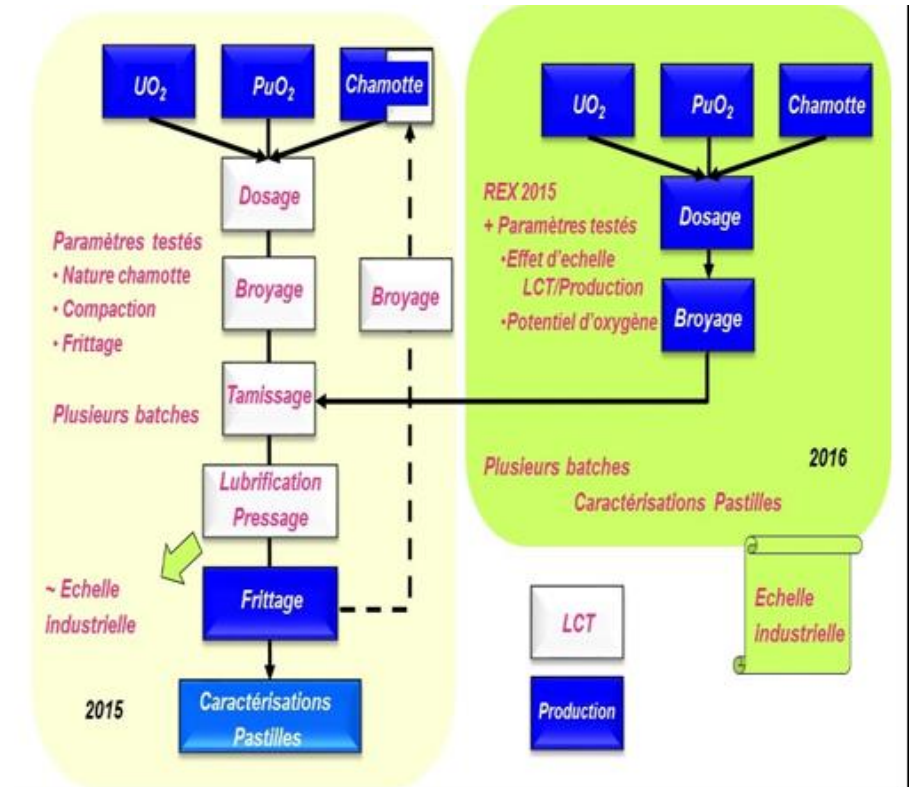 UO₂
PuO₂
Chamotte
Dosage
Paramètres testés
• Nature chamotte
• Compaction
• Frittage
Broyage
Broyage
Plusieurs batches
Tamissage
Lubrification
Pressage
~ Echelle
industrielle
Frittage
2015
Caractérisations
Pastilles
UO₂
PuO₂
Chamotte
REX 2015
+ Paramètres testés
•Effet d'echelle
LCT/Production
•Potentiel d'oxygène
Dosage
Broyage
2016
Plusieurs batches
Caractérisations Pastilles
LCT
Production
Echelle
industrielle